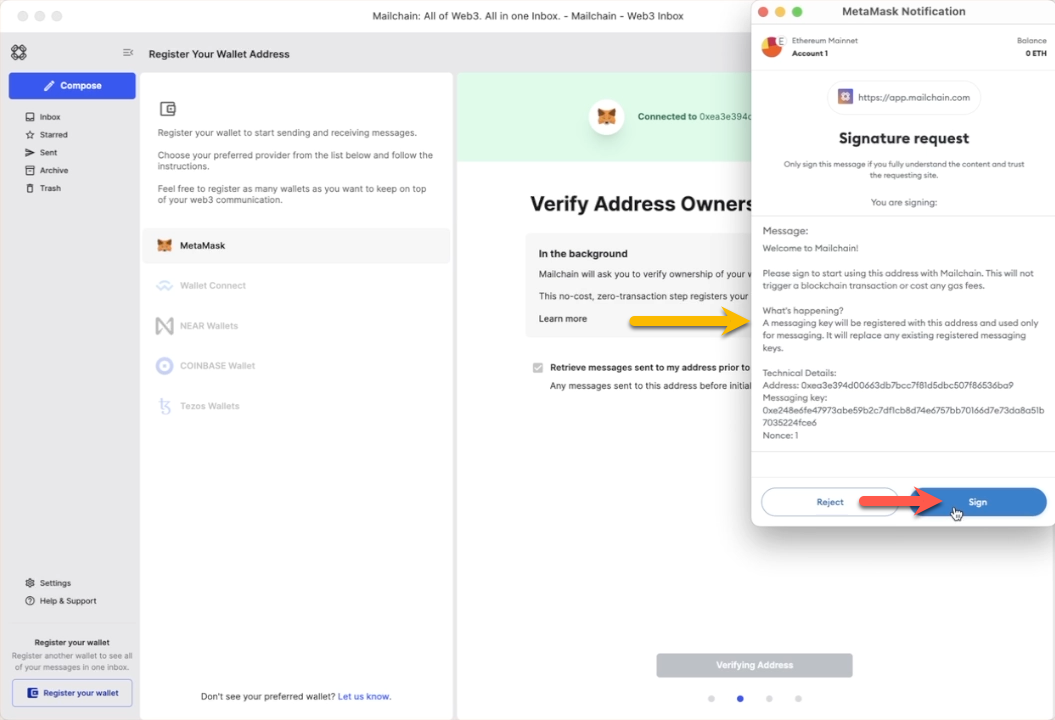 Mailchain: All of Web3. All in one Inbox. - Mailchain - Web3 Inbox
Register Your Wallet Address
Compose
Inbox
Starred
Sent
Archive
Trash
Settings
Help & Support
Register your wallet
Register another wallet to see all
of your messages in one inbox.
Register your wallet
Register your wallet to start sending and receiving messages.
Choose your preferred provider from the list below and follow the
instructions.
Feel free to register as many wallets as you want to keep on top
of your web3 communication.
MetaMask
Wallet Connect
NEAR Wallets
COINBASE Wallet
Tezos Wallets
Don't see your preferred wallet? Let us know.
Connected to 0xea3e394d
Verify Address Owners
In the background
Mailchain will ask you to verify ownership of your w
This no-cost, zero-transaction step registers your
Learn more
Retrieve messages sent to my address prior to
Any messages sent to this address before initial
Verifying Address
MetaMask Notification
E
Ethereum Mainnet
Account 1
Balance
0 ETH
https://app.mailchain.com
Signature request
Only sign this message if you fully understand the content and trust
the requesting site.
You are signing:
Message:
Welcome to Mailchain!
Please sign to start using this address with Mailchain. This will not
trigger a blockchain transaction or cost any gas fees.
What's happening?
A messaging key will be registered with this address and used only
for messaging. It will replace any existing registered messaging
keys.
Technical Details:
Address: 0xea3e394d00663db7bcc7f81d5dbc507f86536ba9
Messaging key:
0xe248e6fe47973abe59b2c7df1cb8d74e6757bb70166d7e73da8a51b
7035224fce6
Nonce: 1
Reject
Sign